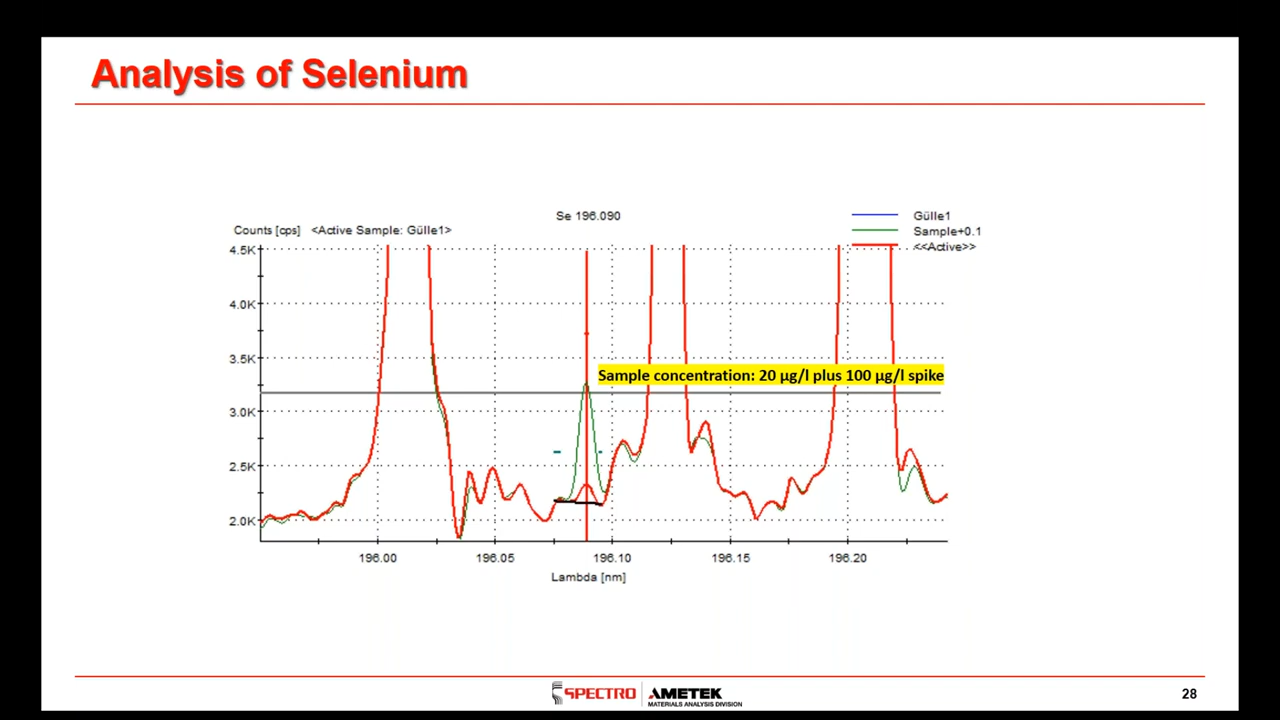 Analysis of Selenium
Se 196.090
Counts [cps] <Active Sample: Gülle1>
Gülle1
Sample+0.1
<<Active>>
4.5K
4.0K
3.5K
3.0K
2.5K
2.0K
Sample concentration: 20 µg/l plus 100 µg/l spike
196.00 196.05 196.10 196.15 196.20
Lambda [nm]
SPECTRO AMETEK
MATERIALS ANALYSIS DIVISION
28